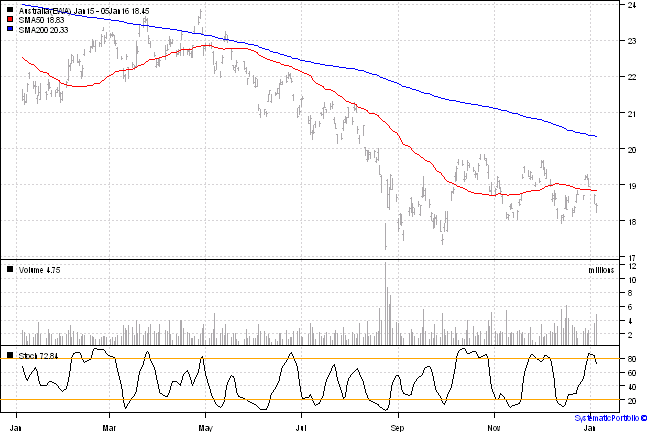 Australia(EWA) Jan15 - 05Jan16 18.45
SMA50 18.83
SMA200 20.33
24
23
22
21
20
19
18
17
Volume 4.75
millions
12
10
8
6
4
2
Stoch 72.84
80
60
40
20
Jan
Mar
May
Jul
Sep
Nov
Jan
SystematicPortfolio ©